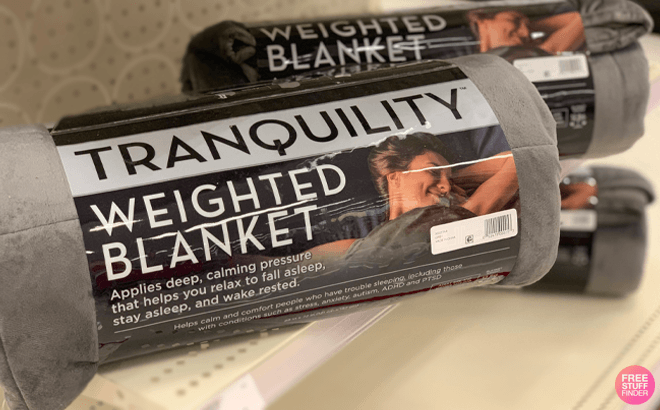 WEIGHTED
BLANKET
TRANQUILITY™
WEIGHTED
BLANKET
Applies deep, calming pressure
that helps you relax to fall asleep,
stay asleep, and wake rested.
Helps calm and comfort people who have trouble sleeping, including those
with conditions such as stress, anxiety, autism, ADHD and PTSD
FREE
STUFF
FINDER